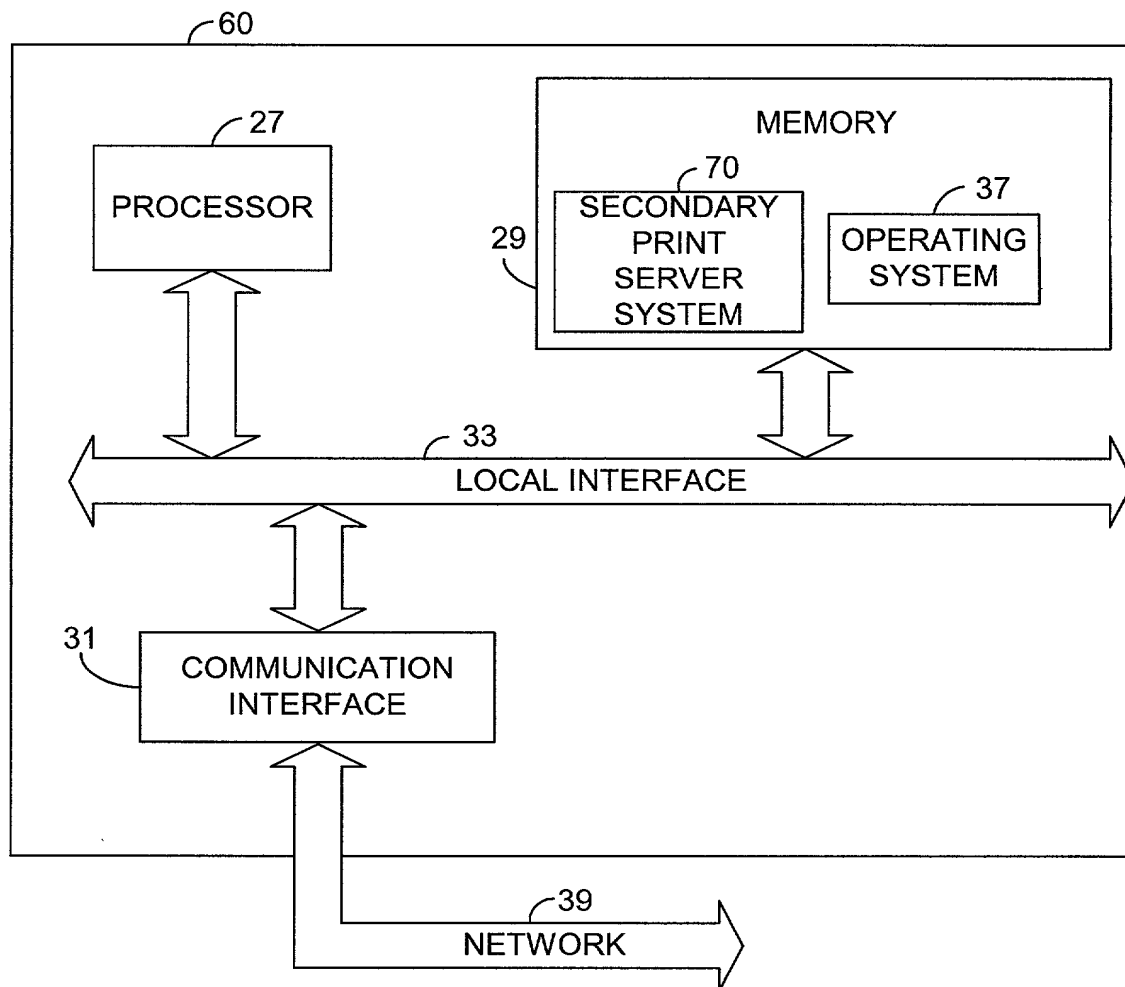 60
27
PROCESSOR
MEMORY
70
SECONDARY
PRINT
SERVER
SYSTEM
29
37
OPERATING
SYSTEM
33
LOCAL INTERFACE
31
COMMUNICATION
INTERFACE
39
NETWORK